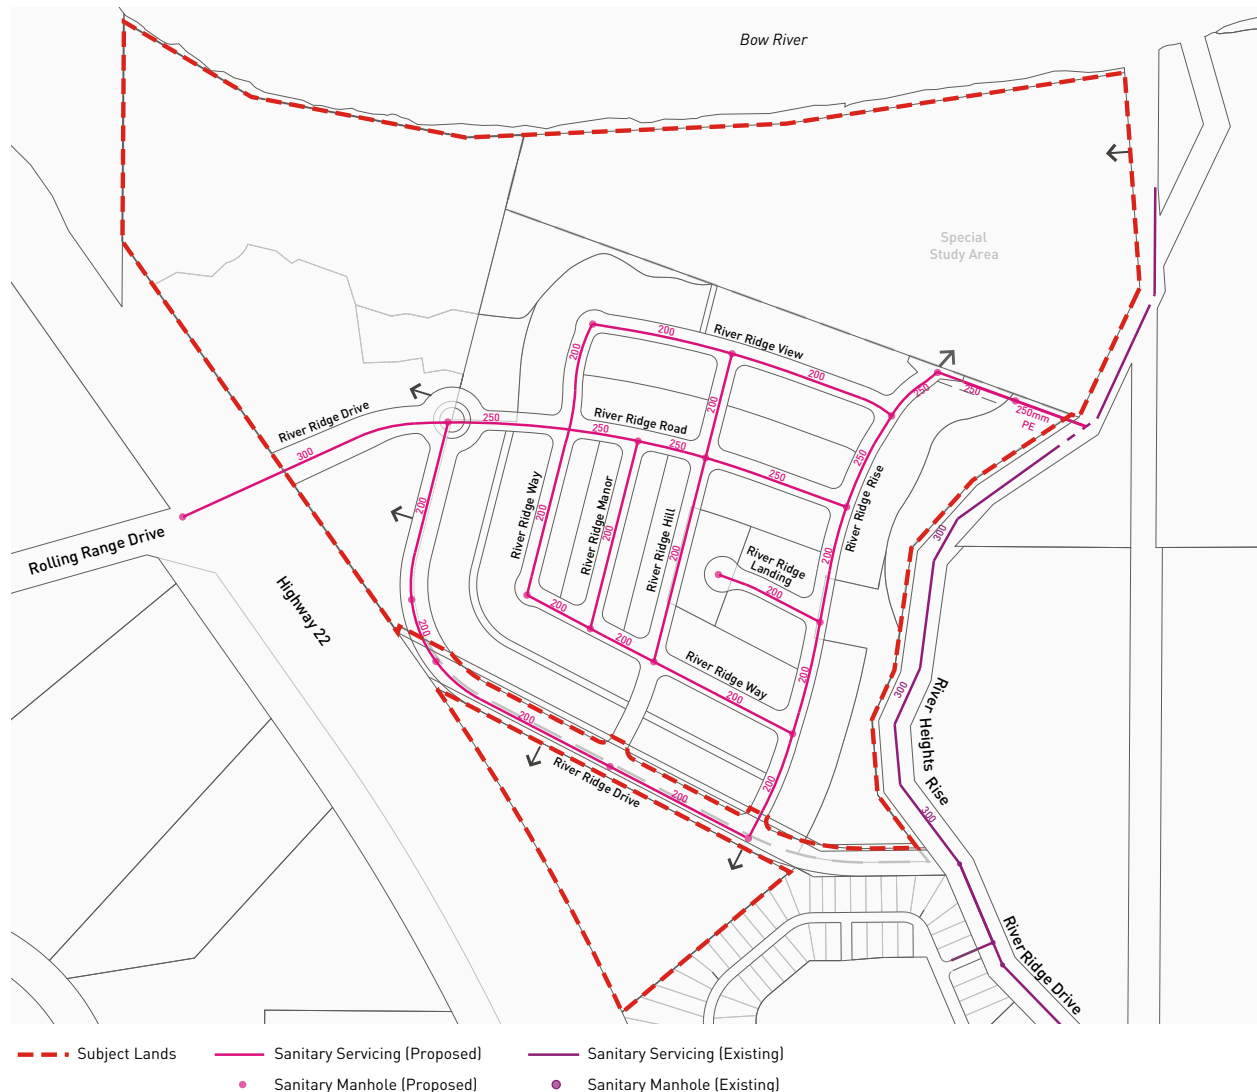 Bow River
Special
Study Area
200
River Ridge View
200
200
200
250
250
250mm
PE
River Ridge Drive
300
250
River Ridge Road
250
250
250
250
River Ridge Rise
River Ridge Way
200
River Ridge Manor
200
River Ridge Hill
200
200
River Ridge
Landing
200
200
200
Rolling Range Drive
Highway 22
200
200
River Ridge Way
200
200
200
200
River Ridge Drive
200
200
300
300
River Heights Rise
300
River Ridge Drive
Subject Lands
Sanitary Servicing (Proposed)
Sanitary Servicing (Existing)
Sanitary Manhole (Proposed)
Sanitary Manhole (Existing)